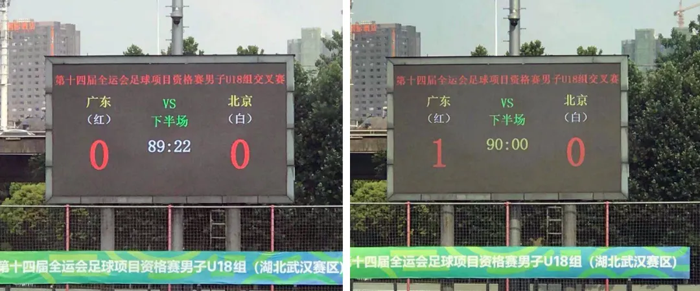 第十四届全运会足球项目资格赛男子U18组交叉赛
广东 VS 北京
（红） 下半场 （白）
0 89:22 0
第十四届全运会足球项目资格赛男子U18组（湖北武汉赛区）
第十四届全运会足球项目资格赛男子U18组交叉赛
广东 VS 北京
（红） 下半场 （白）
1 90:00 0
十四届全运会足球项目资格赛男子U18组（湖北武汉赛区）